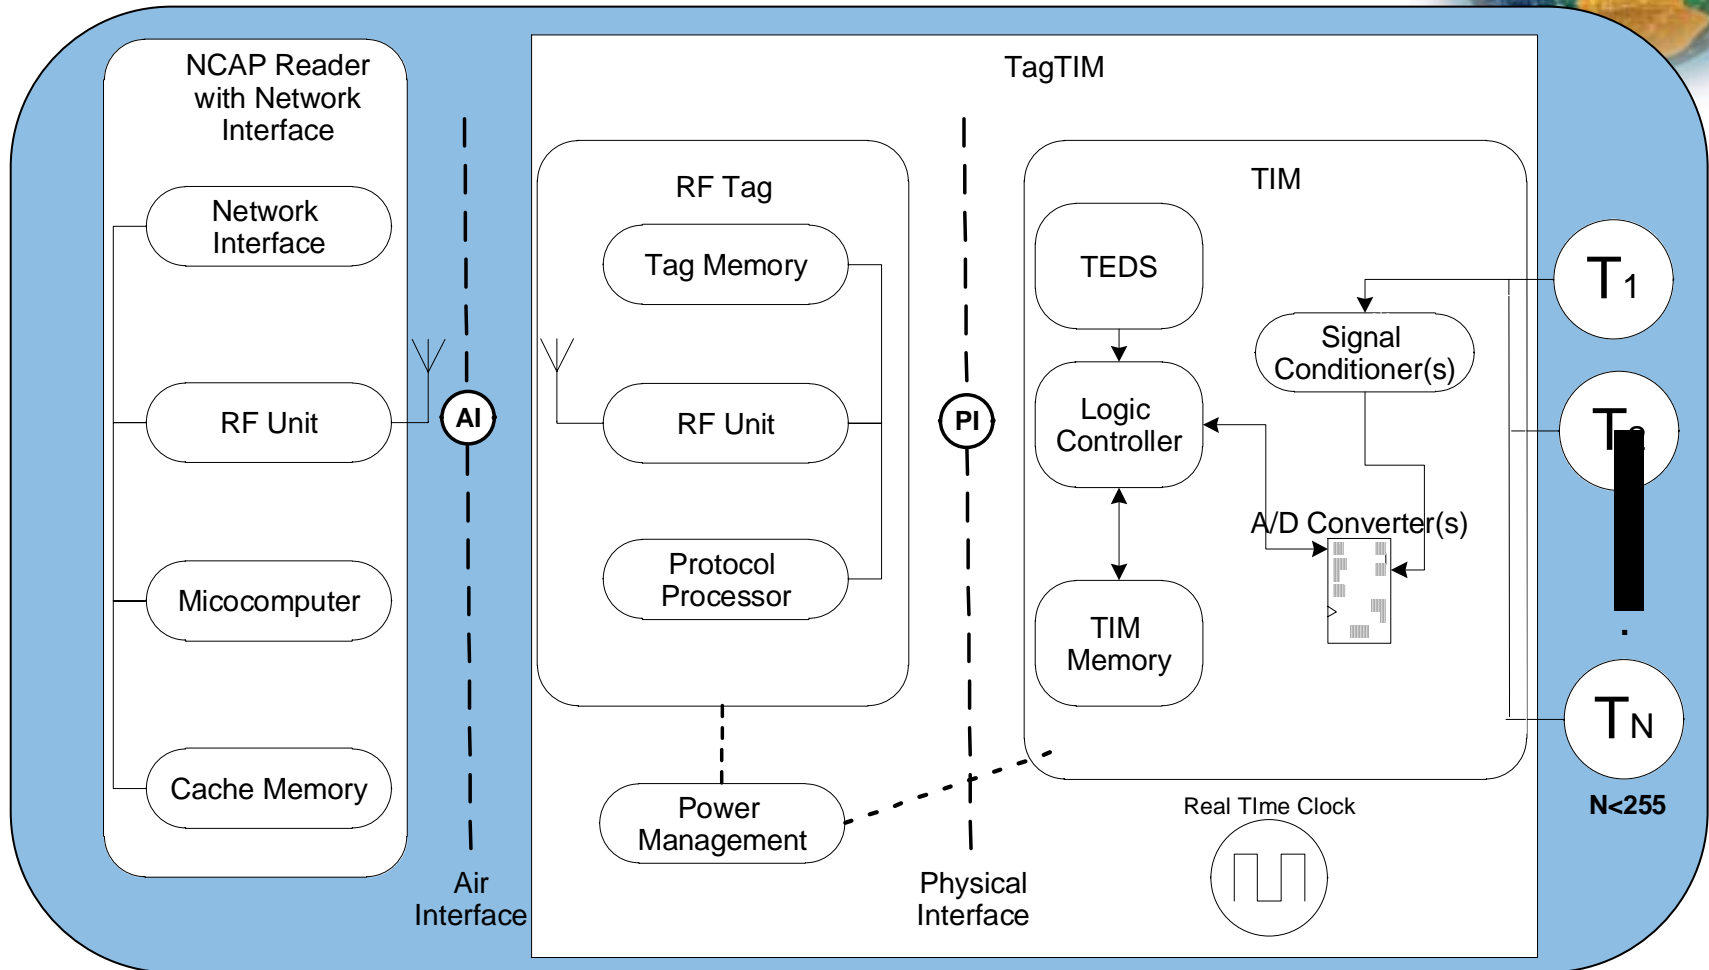 NCAP Reader
with Network
Interface
Network
Interface
RF Unit
Micocomputer
Cache Memory
AI
Air
Interface
TagTIM
RF Tag
Tag Memory
RF Unit
Protocol
Processor
Power
Management
PI
Physical
Interface
TIM
TEDS
Logic
Controller
TIM
Memory
Signal
Conditioner(s)
A/D Converter(s)
Real TIme Clock
T1
T
TN
N<255